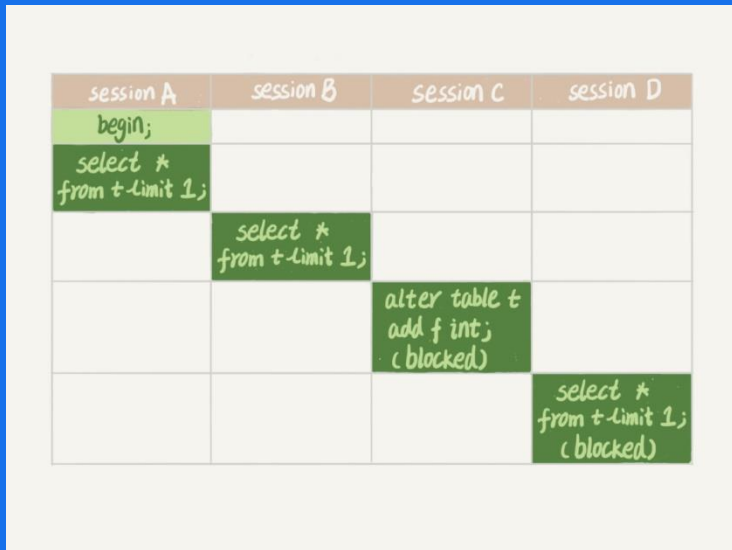 session A session B session C session D
begin;
select *
from t limit 1;
select *
from t limit 1;
alter table t
add f int;
(blocked)
select *
from t limit 1;
(blocked)